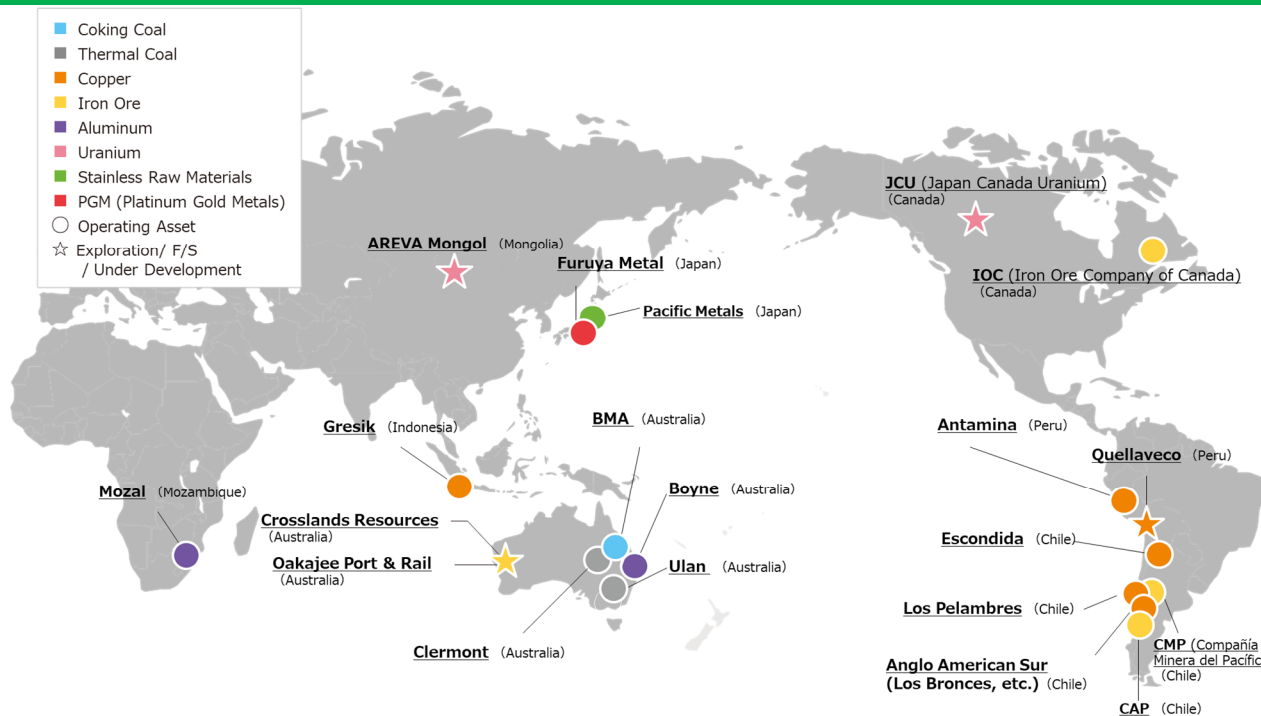 Coking Coal
Thermal Coal
Copper
Iron Ore
Aluminum
Uranium
Stainless Raw Materials
PGM (Platinum Gold Metals)
Operating Asset
Exploration/ F/S
/ Under Development
JCU (Japan Canada Uranium)
(Canada)
AREVA Mongol (Mongolia)
Furuya Metal (Japan)
IOC (Iron Ore Company of Canada)
(Canada)
Pacific Metals (Japan)
Gresik (Indonesia)
BMA (Australia)
Antamina (Peru)
Quellaveco (Peru)
Mozal (Mozambique)
Boyne (Australia)
Crosslands Resources
(Australia)
Escondida (Chile)
Oakajee Port & Rail
(Australia)
Ulan (Australia)
Los Pelambres (Chile)
Clermont (Australia)
CMP (Compañía
Minera del Pacífic
(Chile)
Anglo American Sur
(Los Bronces, etc.) (Chile)
CAP (Chile)